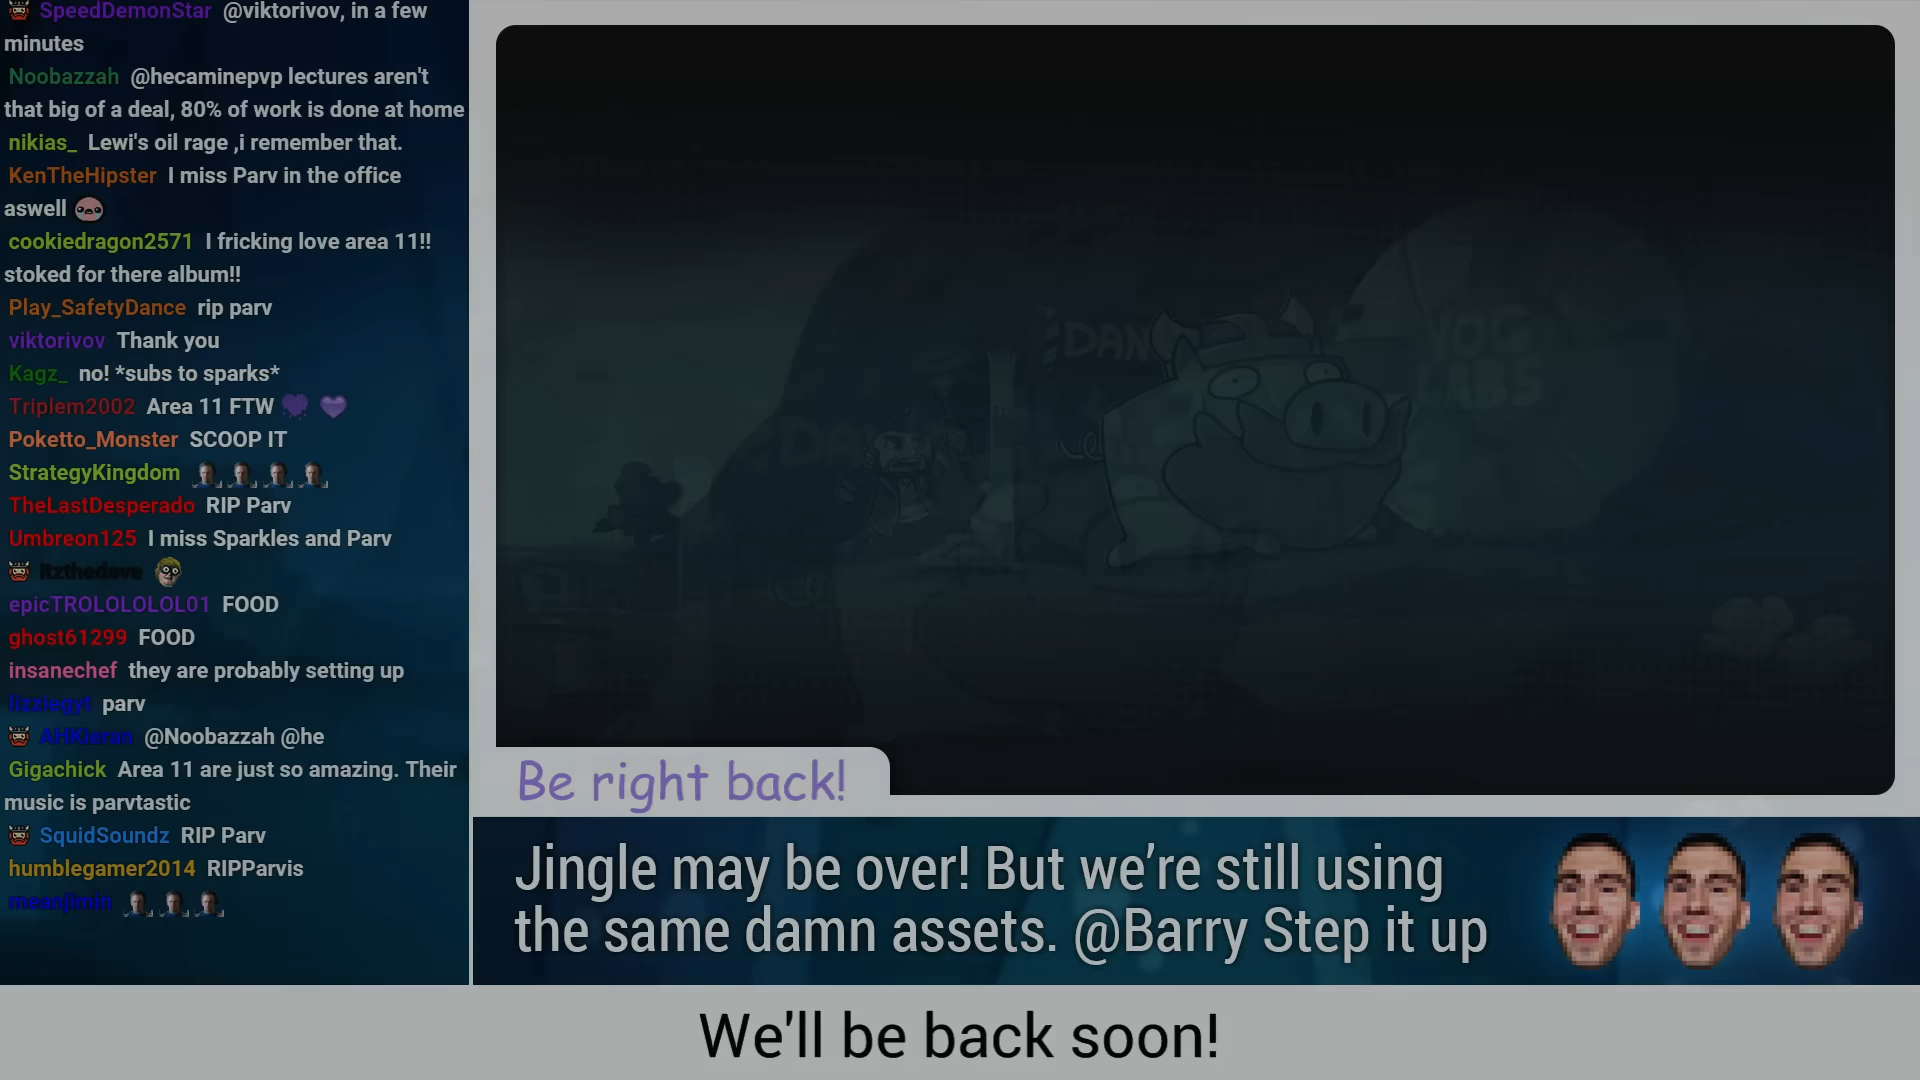 SpeedDemonStar @viktorivov, in a few
minutes
Noobazzah @hecaminepvp lectures aren't
that big of a deal, 80% of work is done at home
nikias_ Lewi's oil rage ,i remember that.
KenTheHipster I miss Parv in the office
aswell
cookiedragon2571 I fricking love area 11!!
stoked for there album!!
Play_SafetyDance rip parv
viktorivov Thank you
Kagz_ no! *subs to sparks*
Triplem2002 Area 11 FTW
Poketto_Monster SCOOP IT
StrategyKingdom
TheLastDesperado RIP Parv
Umbreon125 I miss Sparkles and Parv
itzthedave
epicTROLOLOLOL01 FOOD
ghost61299 FOOD
insanechef they are probably setting up
lizziegyt parv
AHKieran @Noobazzah @he
Gigachick Area 11 are just so amazing. Their
music is parvtastic
SquidSoundz RIP Parv
humblegamer2014 RIPParvis
meanjimin
YOG
LABS
Be right back!
Jingle may be over! But we're still using
the same damn assets. @Barry Step it up
We'll be back soon!